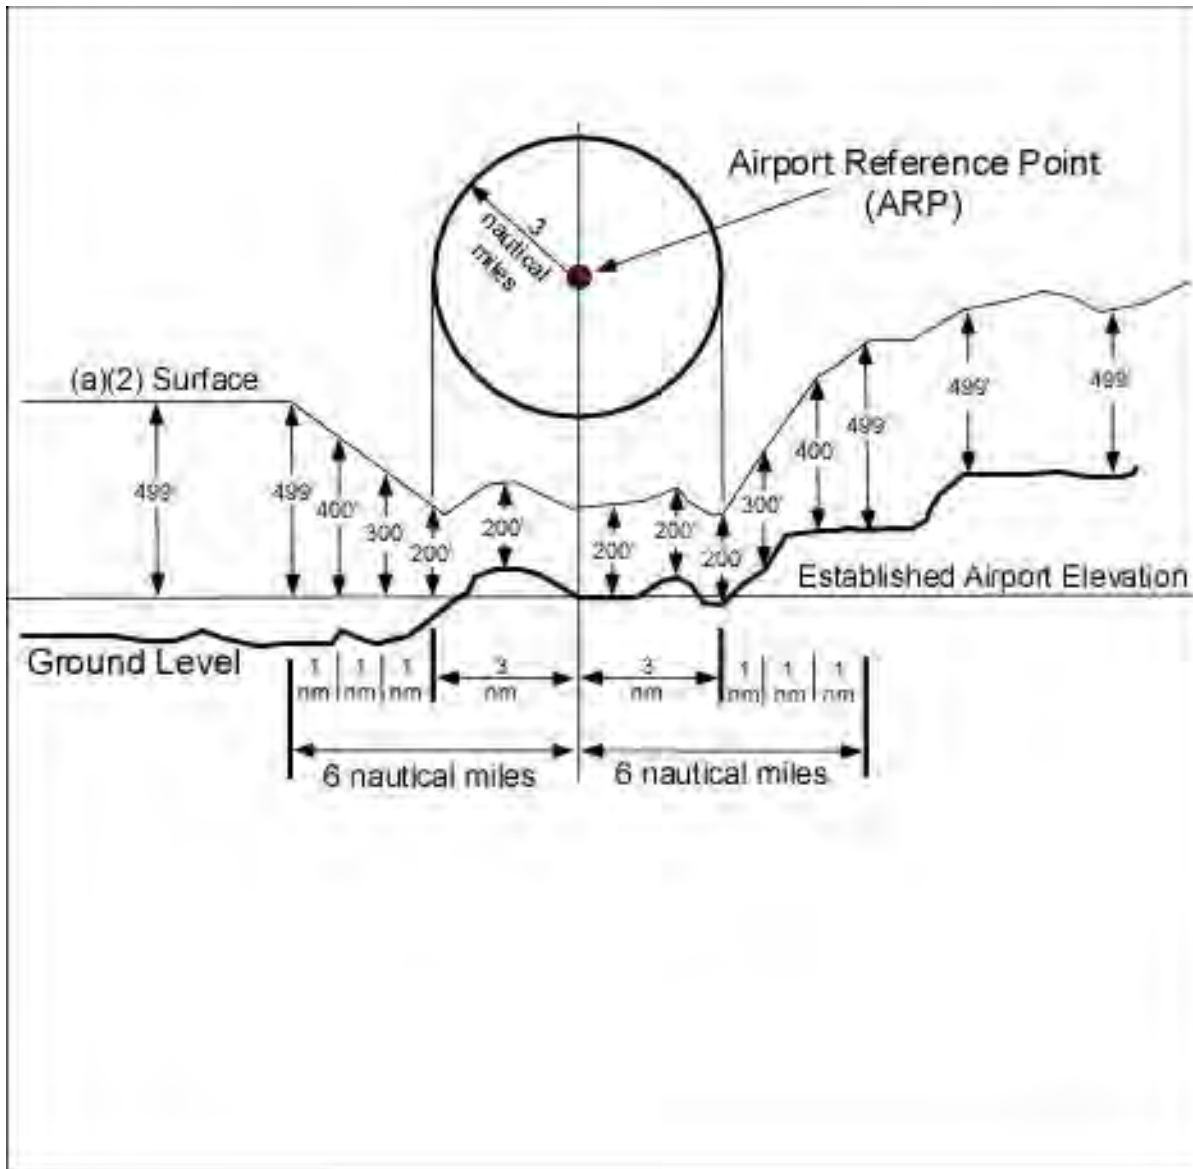 Airport Reference Point
(ARP)
3
nautical
miles
(a)(2) Surface
499'
499'
400'
300'
200'
200'
200'
200'
200'
300'
400'
499'
499'
499'
Established Airport Elevation
Ground Level
1
nm
1
nm
1
nm
3
nm
3
nm
1
nm
1
nm
1
nm
6 nautical miles
6 nautical miles